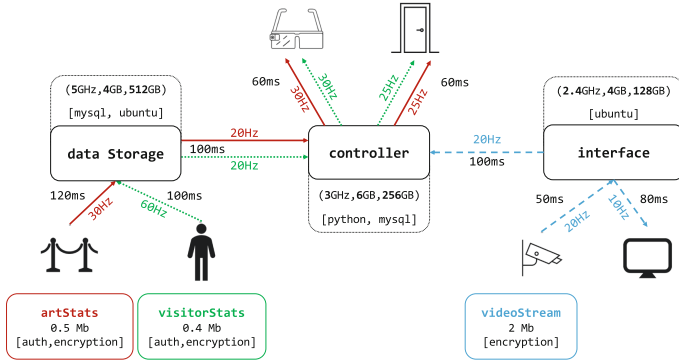 60ms
30Hz
30Hz
25Hz
25Hz
60ms
(5GHz,4GB,512GB)
[mysql, ubuntu]
data Storage
20Hz
100ms
20Hz
controller
(3GHz,6GB,256GB)
[python, mysql]
20Hz
100ms
(2.4GHz,4GB,128GB)
[ubuntu]
interface
120ms
30Hz
100ms
60Hz
50ms
20Hz
10Hz
80ms
artStats
0.5 Mb
[auth,encryption]
visitorStats
0.4 Mb
[auth,encryption]
videoStream
2 Mb
[encryption]